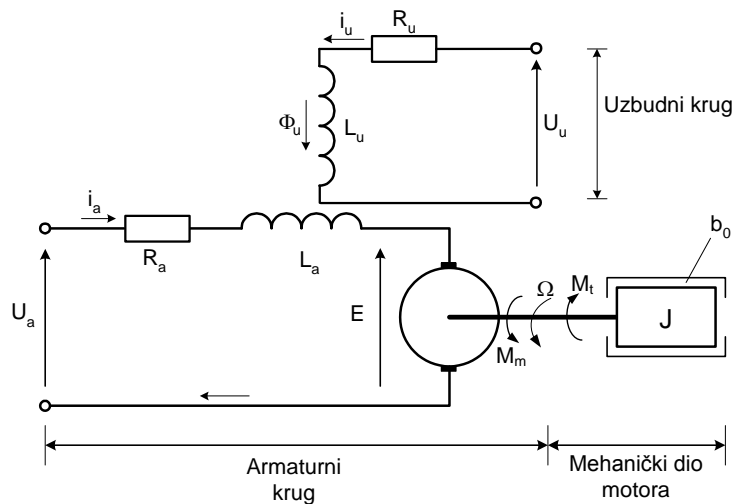 i_u
R_u
Φ_u
L_u
U_u
Uzbudni krug
i_a
R_a
L_a
U_a
E
M_m
Ω
M_t
b_0
J
Armaturni
krug
Mehanički dio
motora